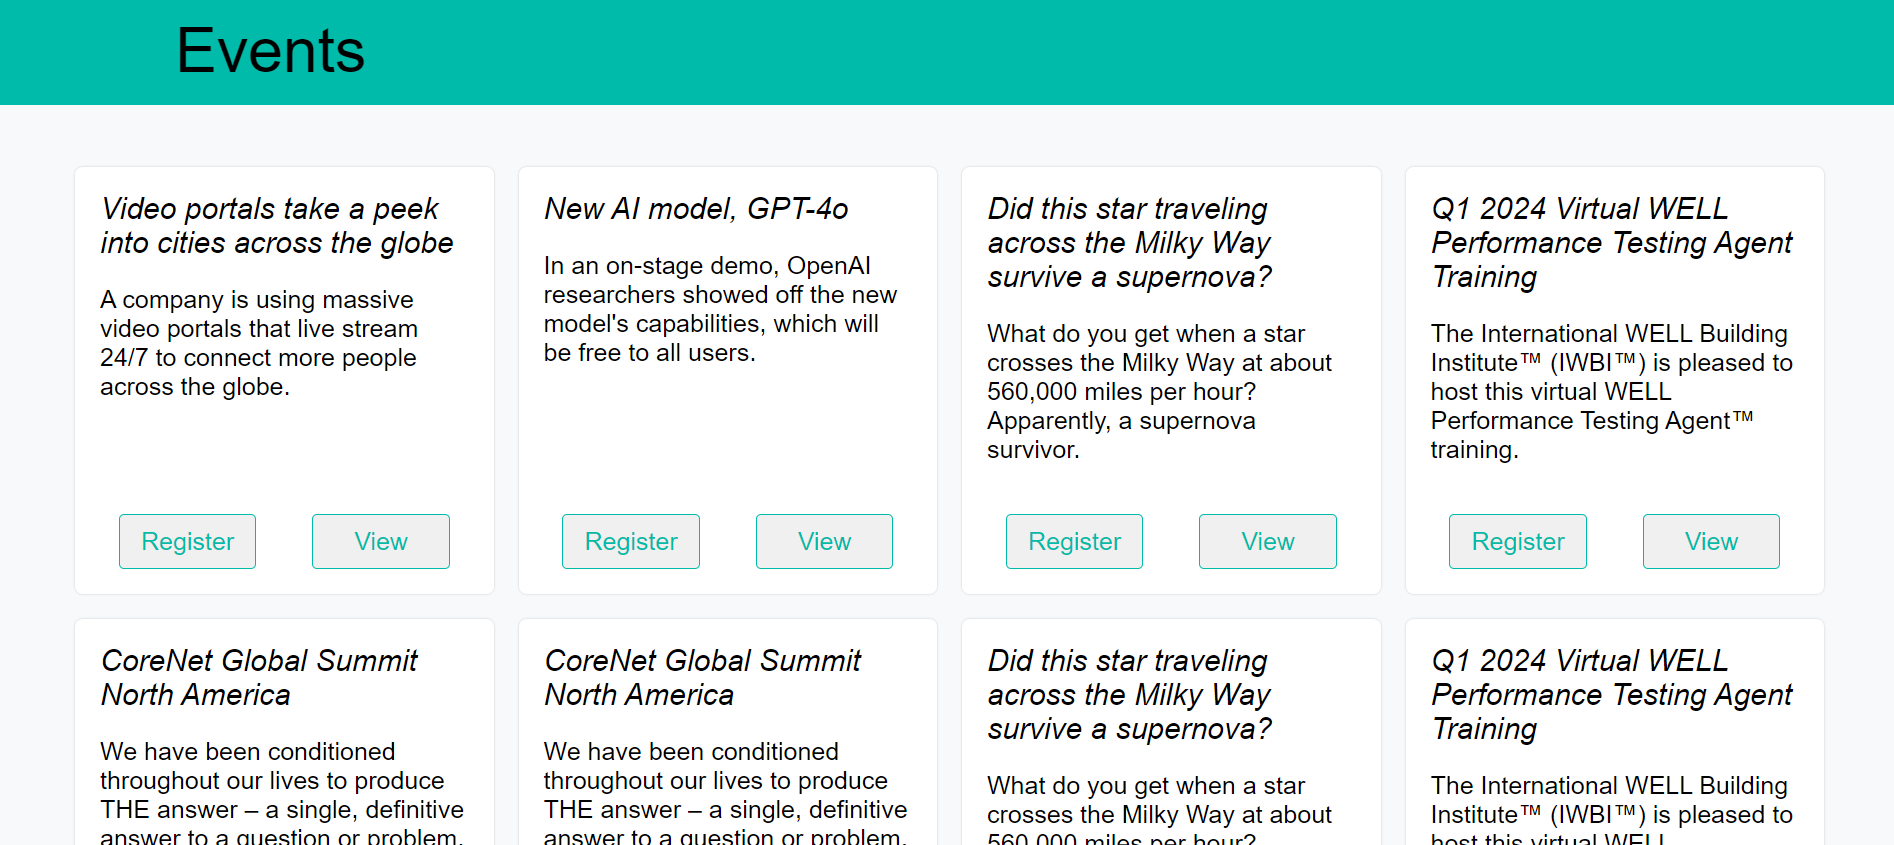 Events
Video portals take a peek
into cities across the globe
A company is using massive
video portals that live stream
24/7 to connect more people
across the globe.
Register
View
New AI model, GPT-4o
In an on-stage demo, OpenAI
researchers showed off the new
model's capabilities, which will
be free to all users.
Register
View
Did this star traveling
across the Milky Way
survive a supernova?
What do you get when a star
crosses the Milky Way at about
560,000 miles per hour?
Apparently, a supernova
survivor.
Register
View
Q1 2024 Virtual WELL
Performance Testing Agent
Training
The International WELL Building
Institute™ (IWBI™) is pleased to
host this virtual WELL
Performance Testing Agent™
training.
Register
View
CoreNet Global Summit
North America
We have been conditioned
throughout our lives to produce
THE answer – a single, definitive
answer to a question or problem.
CoreNet Global Summit
North America
We have been conditioned
throughout our lives to produce
THE answer – a single, definitive
answer to a question or problem.
Did this star traveling
across the Milky Way
survive a supernova?
What do you get when a star
crosses the Milky Way at about
560,000 miles per hour?
Q1 2024 Virtual WELL
Performance Testing Agent
Training
The International WELL Building
Institute™ (IWBI™) is pleased to
host this virtual WELL